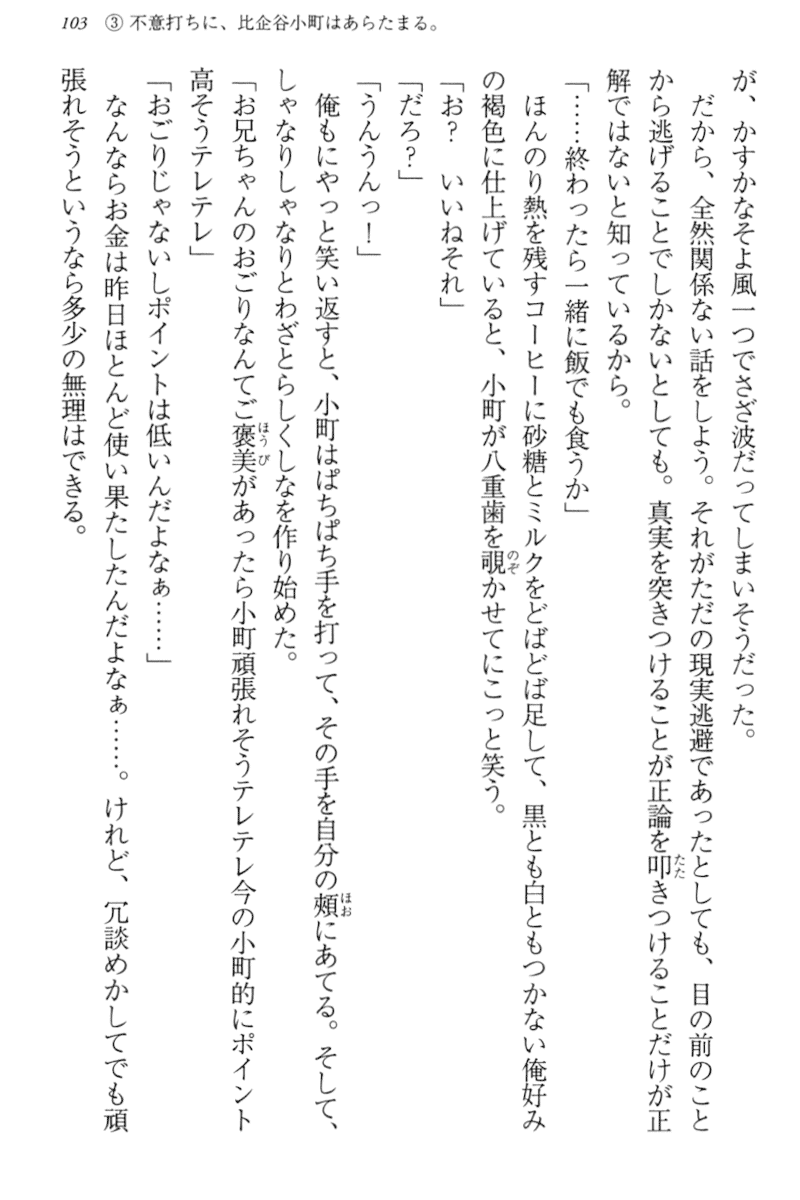 103 ③ 不意打ちに、比企谷小町はあらたまる。
が、かすかなそよ風一つでさざ波だってしまいそうだった。
だから、全然関係ない話をしよう。それがただの現実逃避であったとしても、目の前のこと
から逃げることでしかないとしても。真実を突きつけることが正論を叩きつけることだけが正
解ではないと知っているから。
「……終わったら一緒に飯でも食うか」
ほんのり熱を残すコーヒーに砂糖とミルクをどばどば足して、黒とも白ともつかない俺好み
の褐色に仕上げていると、小町が八重歯を覗かせてにこっと笑う。
「お？　いいねそれ」
「だろ？」
「うんうんっ！」
俺もにやっと笑い返すと、小町はぱちぱち手を打って、その手を自分の頰にあてる。そして、
しゃなりしゃなりとわざとらしくしなを作り始めた。
「お兄ちゃんのおごりなんてご褒美があったら小町頑張れそうテレテレ今の小町的にポイント
高そうテレテレ」
「おごりじゃないしポイントは低いんだよなぁ……」
なんならお金は昨日ほとんど使い果たしたんだよなぁ……。けれど、冗談めかしてでも頑
張れそうというなら多少の無理はできる。